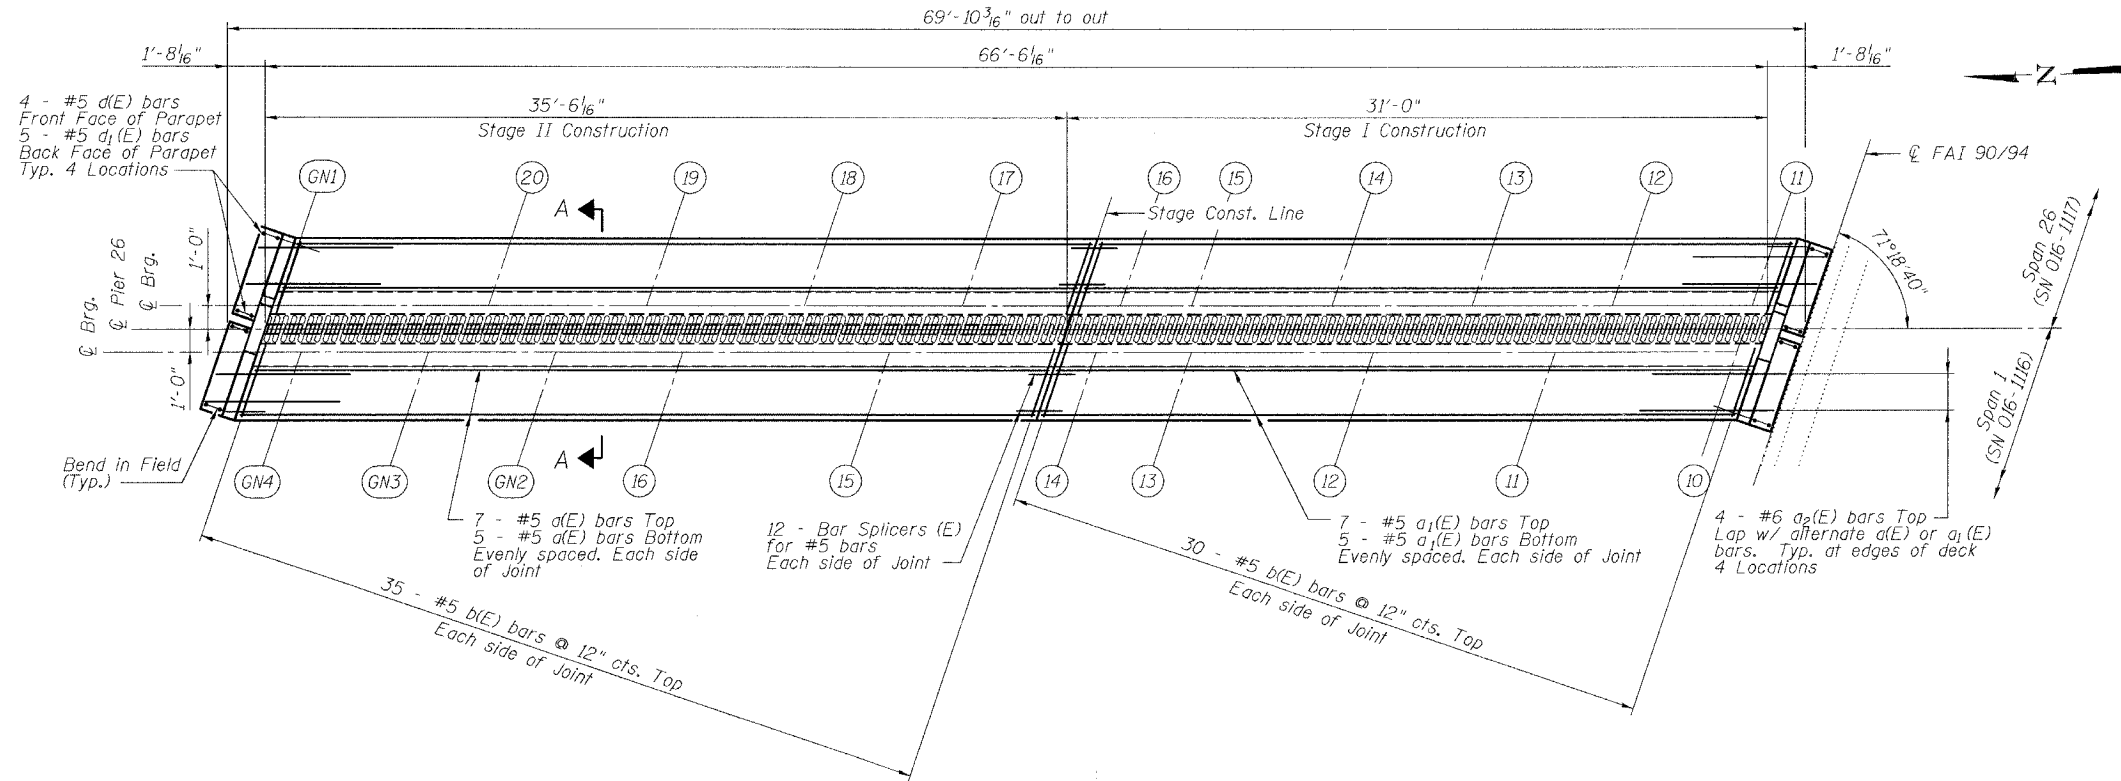 69'-10 3/16" out to out
1'-8 1/16"
66'-6 1/16"
1'-8 1/16"
N
35'-6 1/16"
Stage II Construction
31'-0"
Stage I Construction
4 - #5 d(E) bars
Front Face of Parapet
5 - #5 d1(E) bars
Back Face of Parapet
Typ. 4 Locations
℄ FAI 90/94
GN1
20
19
18
17
16
15
14
13
12
11
A
Stage Const. Line
Span 26
(SN 016-1117)
71°18'40"
1'-0"
℄ Brg.
℄ Pier 26
℄ Brg.
1'-0"
Span 1
(SN 016-1116)
Bend in Field
(Typ.)
A
GN4
GN3
GN2
16
15
14
13
12
11
10
7 - #5 a(E) bars Top
5 - #5 a(E) bars Bottom
Evenly spaced. Each side
of Joint
12 - Bar Splicers (E)
for #5 bars
Each side of Joint
7 - #5 a1(E) bars Top
5 - #5 a1(E) bars Bottom
Evenly spaced. Each side of Joint
4 - #6 a2(E) bars Top
Lap w/ alternate a(E) or a1(E)
bars. Typ. at edges of deck
4 Locations
35 - #5 b(E) bars @ 12" cts. Top
Each side of Joint
30 - #5 b(E) bars @ 12" cts. Top
Each side of Joint